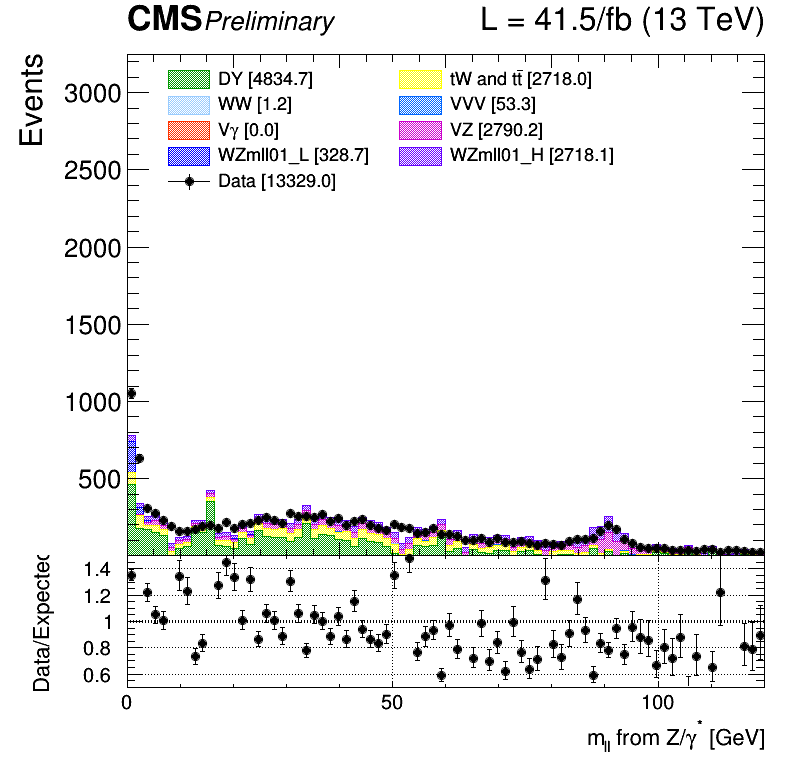 CMS Preliminary L = 41.5/fb (13 TeV)
Events
3000
2500
2000
1500
1000
500
DY [4834.7] tW and tt̄ [2718.0]
WW [1.2] VVV [53.3]
Vγ [0.0] VZ [2790.2]
WZmll01_L [328.7] WZmll01_H [2718.1]
Data [13329.0]
Data/Expected
1.4
1.2
1
0.8
0.6
0 50 100
m_ll from Z/γ* [GeV]